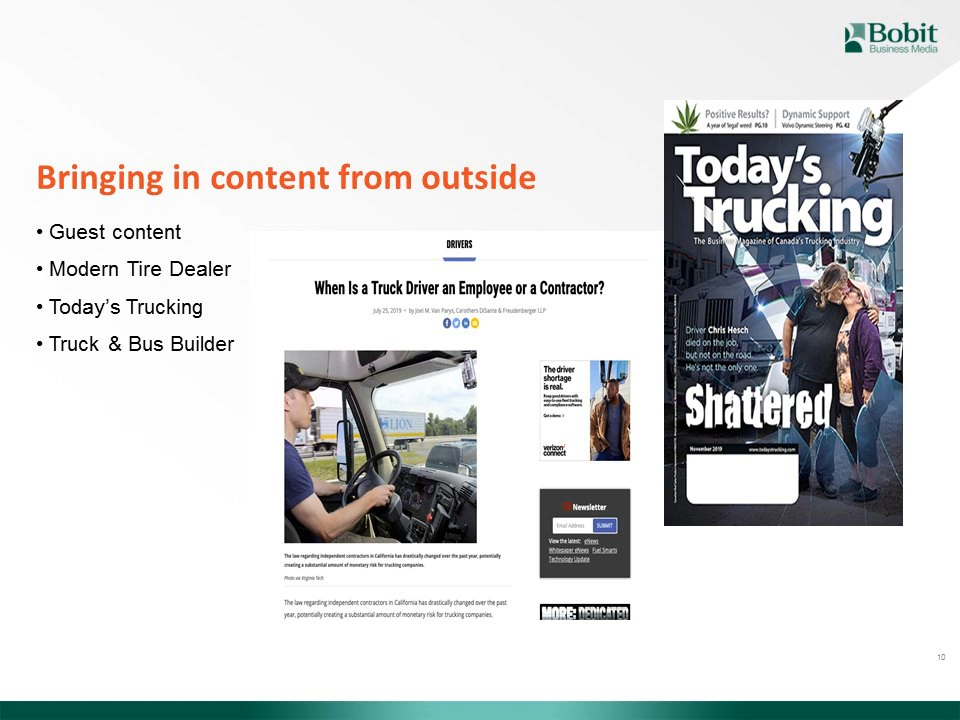 Bobit
Business Media
Positive Results?
A year of 'legal' weed PG.10
Dynamic Support
Volvo Dynamic Steering PG. 42
Today's
Trucking
The Business Magazine of Canada's Trucking Industry
Bringing in content from outside
• Guest content
• Modern Tire Dealer
• Today's Trucking
• Truck & Bus Builder
DRIVERS
When Is a Truck Driver an Employee or a Contractor?
July 25, 2019 • by Joel M. Van Parys, Carothers DiSante & Freudenberger LLP
The law regarding independent contractors in California has drastically changed over the past year, potentially
creating a substantial amount of monetary risk for trucking companies.
Photo via Virginia Tech
The law regarding independent contractors in California has drastically changed over the past
year, potentially creating a substantial amount of monetary risk for trucking companies.
The driver
shortage
is real.
Keep good drivers with
easy-to-use fleet tracking
and compliance software.
Get a demo >
verizon
connect
Newsletter
Email Address
SUBMIT
View the latest: eNews
Whitepaper eNews Fuel Smarts
Technology Update
MORE: DEDICATED
Driver Chris Hesch
died on the job,
but not on the road.
He's not the only one.
Shattered
November 2019
www.todaystrucking.com
10